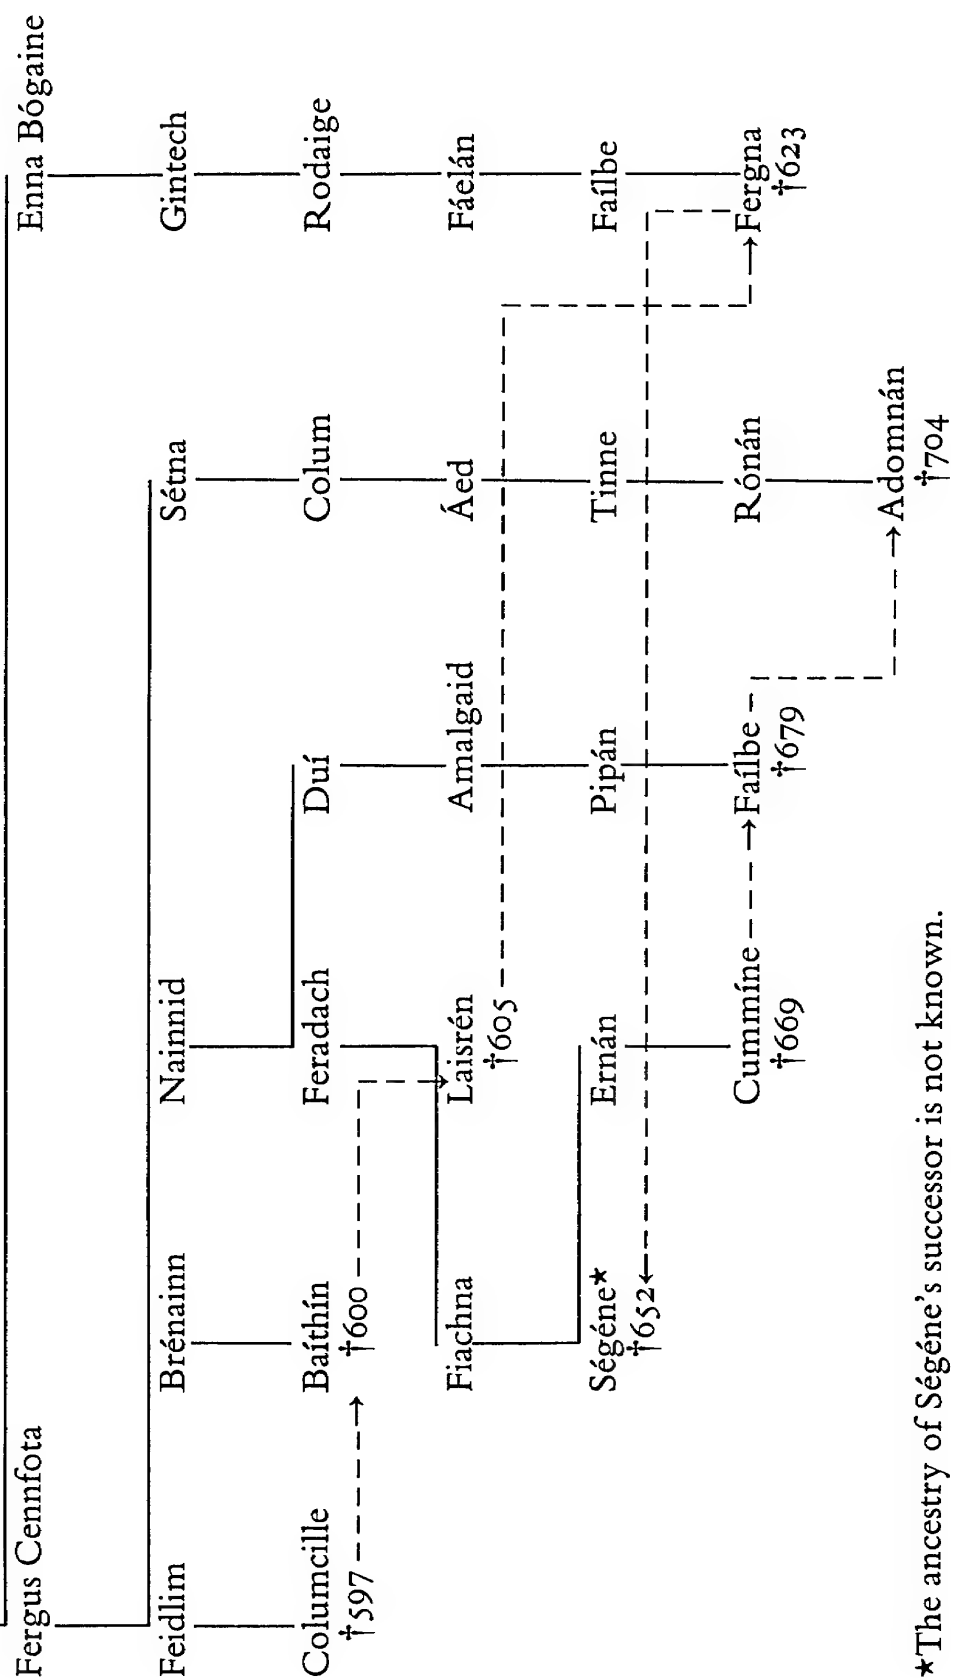 Fergus Cennfota Enna Bógaine
Feidlim Brénainn Nainnid Sétna Gintech
Columcille Baíthín Feradach Duí Colum Rodaige
†597 †600
Fiachna Laisrén Amalgaid Áed Fáelán
†605
Ségéne* Ernán Pipán Tinne Faílbe
†652
Cummíne Faílbe Rónán Fergna
†669 †679 †623
Adomnán
†704
*The ancestry of Ségéne's successor is not known.